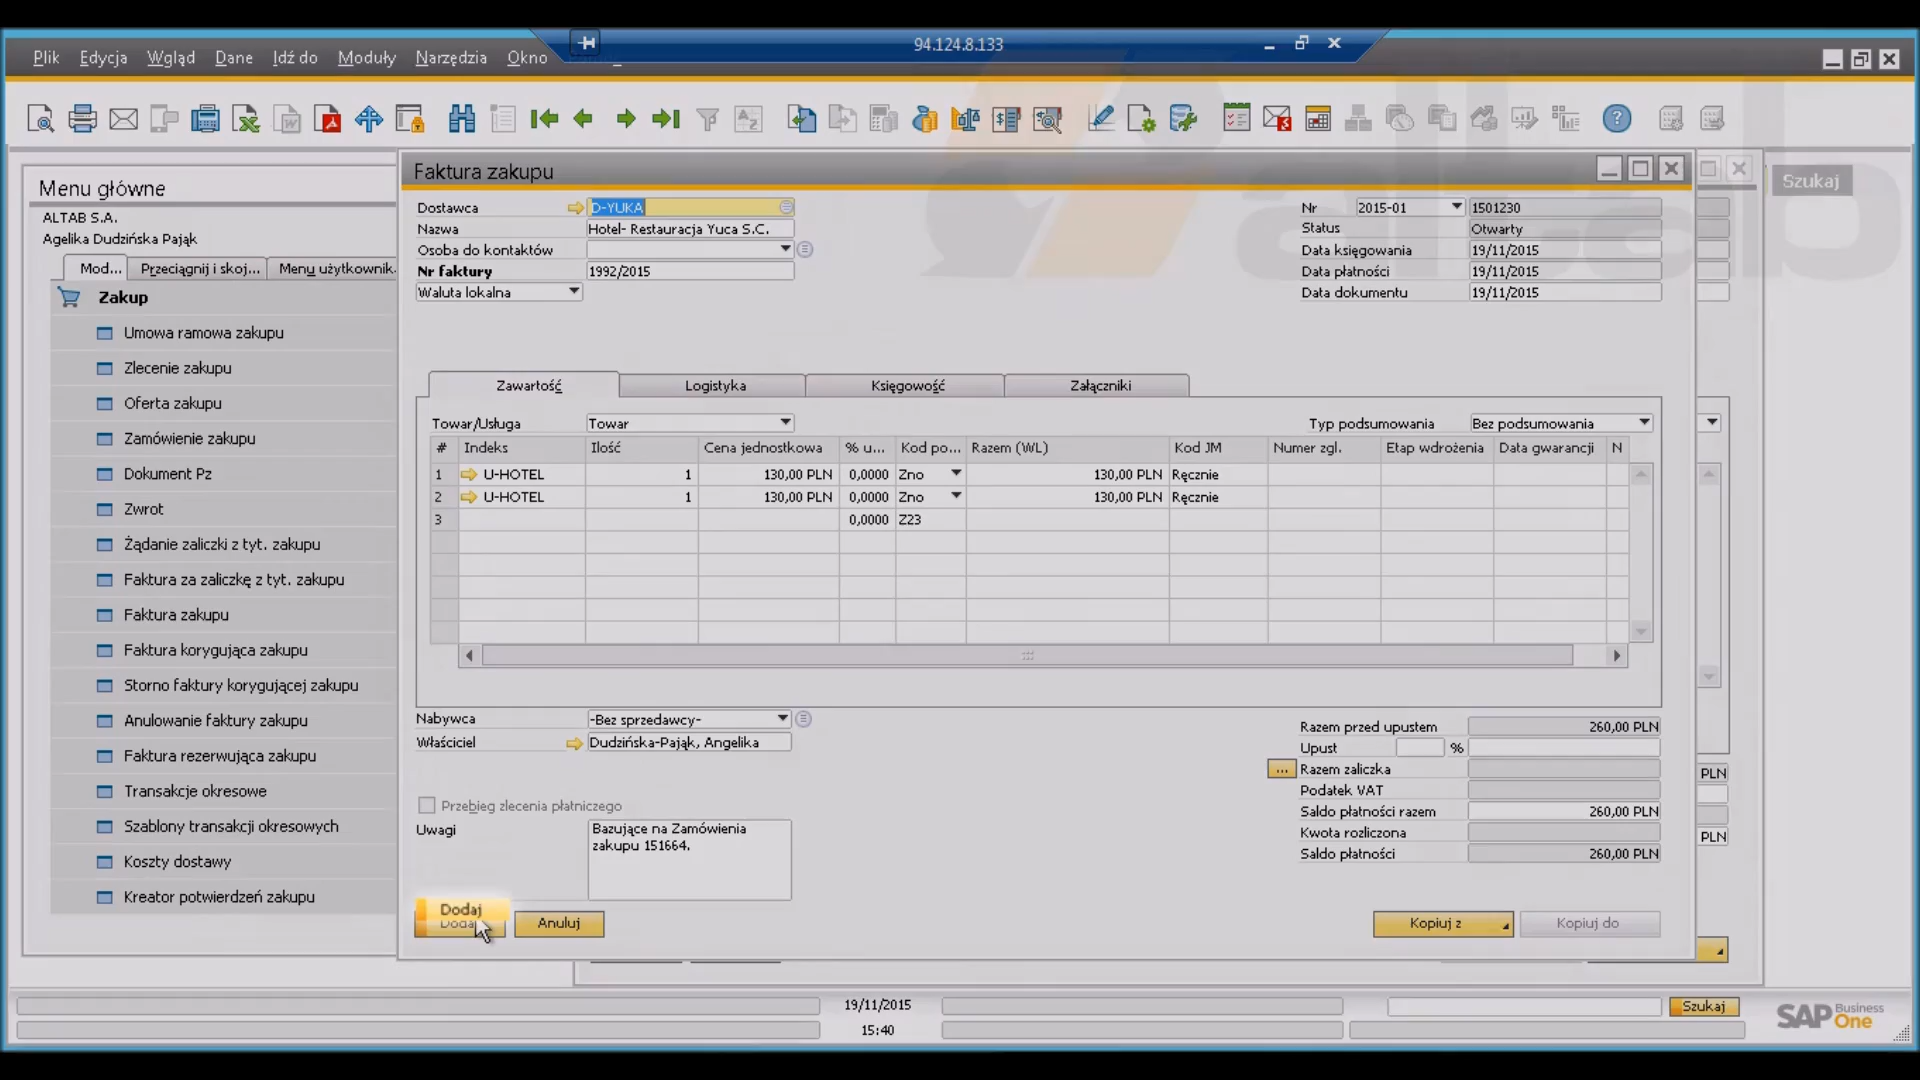 94.124.8.133
Plik Edycja Wgląd Dane Idź do Moduły Narzędzia Okno
Szukaj
Menu główne
ALTAB S.A.
Agelika Dudzińska Pająk
Mod... Przeciągnij i skoj... Menu użytkownik.
Zakup
Umowa ramowa zakupu
Zlecenie zakupu
Oferta zakupu
Zamówienie zakupu
Dokument Pz
Zwrot
Żądanie zaliczki z tyt. zakupu
Faktura za zaliczkę z tyt. zakupu
Faktura zakupu
Faktura korygująca zakupu
Storno faktury korygującej zakupu
Anulowanie faktury zakupu
Faktura rezerwująca zakupu
Transakcje okresowe
Szablony transakcji okresowych
Koszty dostawy
Kreator potwierdzeń zakupu
Faktura zakupu
Dostawca D-YUKA
Nazwa Hotel- Restauracja Yuca S.C.
Osoba do kontaktów
Nr faktury 1992/2015
Waluta lokalna
Nr 2015-01 1501230
Status Otwarty
Data księgowania 19/11/2015
Data płatności 19/11/2015
Data dokumentu 19/11/2015
Zawartość Logistyka Księgowość Załączniki
Towar/Usługa Towar Typ podsumowania Bez podsumowania
# Indeks Ilość Cena jednostkowa % u... Kod po... Razem (WL) Kod JM Numer zgl. Etap wdrożenia Data gwarancji N
1 U-HOTEL 1 130,00 PLN 0,0000 Zno 130,00 PLN Ręcznie
2 U-HOTEL 1 130,00 PLN 0,0000 Zno 130,00 PLN Ręcznie
3 0,0000 Z23
Nabywca -Bez sprzedawcy-
Właściciel Dudzińska-Pająk, Angelika
Przebieg zlecenia płatniczego
Uwagi Bazujące na Zamówienia
zakupu 151664.
Razem przed upustem 260,00 PLN
Upust %
... Razem zaliczka
Podatek VAT
Saldo płatności razem 260,00 PLN
Kwota rozliczona
Saldo płatności 260,00 PLN
PLN
PLN
Dodaj
Dodaj Anuluj Kopiuj z Kopiuj do
19/11/2015
15:40
Szukaj
SAP Business One
altab